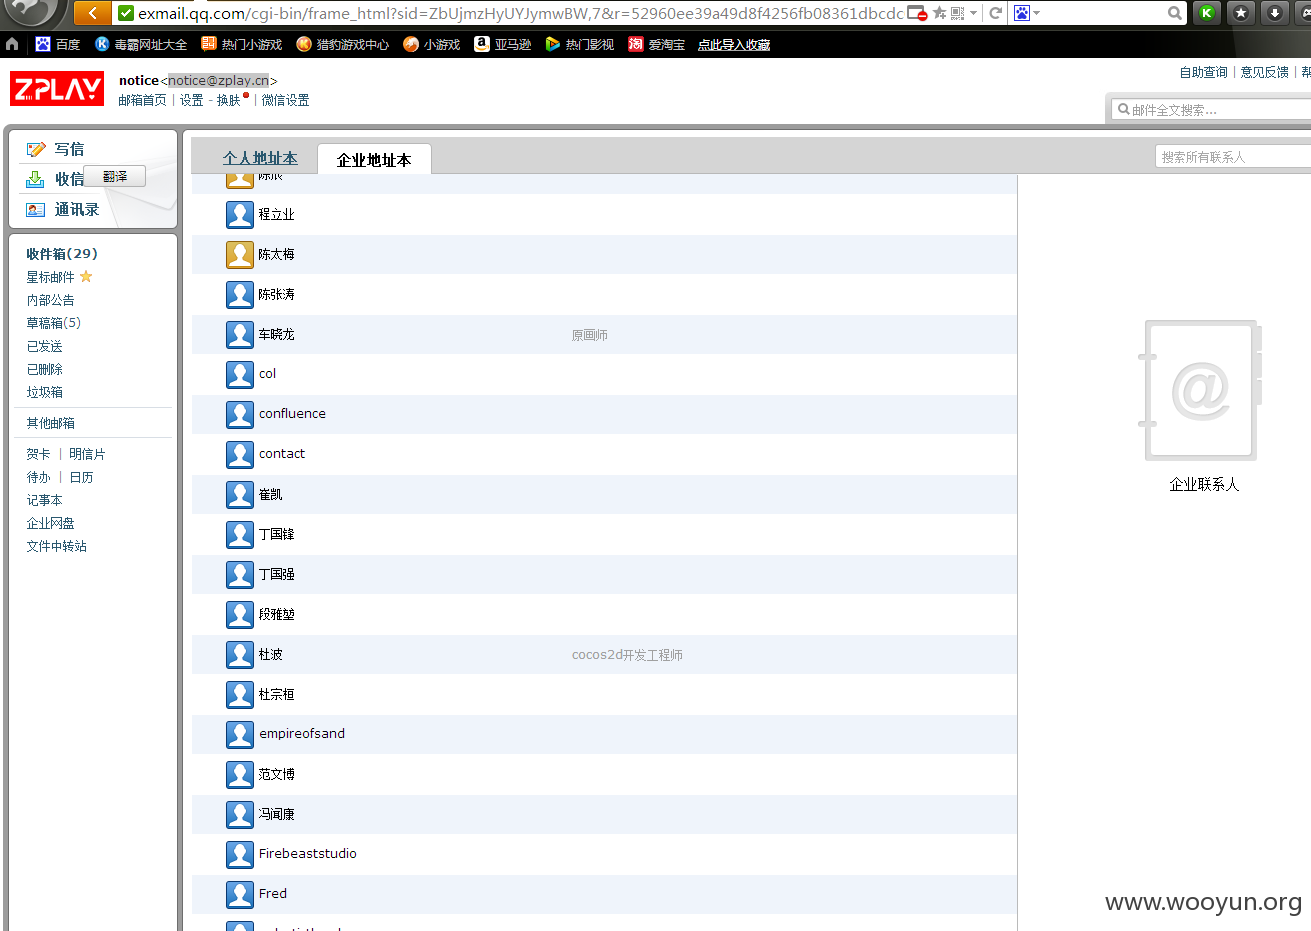 exmail.qq.com/cgi-bin/frame_html?sid=ZbUjmzHyUYJymwBW,7&r=52960ee39a49d8f4256fb08361dbcdc
百度 毒霸网址大全 热门小游戏 猎豹游戏中心 小游戏 亚马逊 热门影视 淘 爱淘宝 点此导入收藏
ZPLAY
notice<notice@zplay.cn>
邮箱首页 | 设置 - 换肤 | 微信设置
自助查询 | 意见反馈 | 帮
邮件全文搜索...
写信
收信
翻译
通讯录
个人地址本
企业地址本
搜索所有联系人
收件箱(29)
星标邮件
内部公告
草稿箱(5)
已发送
已删除
垃圾箱
其他邮箱
贺卡 | 明信片
待办 | 日历
记事本
企业网盘
文件中转站
程立业
陈太梅
陈张涛
车晓龙 原画师
col
confluence
contact
崔凯
丁国锋
丁国强
段雅堃
杜波 cocos2d开发工程师
杜宗桓
empireofsand
范文博
冯闻康
Firebeaststudio
Fred
@
企业联系人
www.wooyun.org